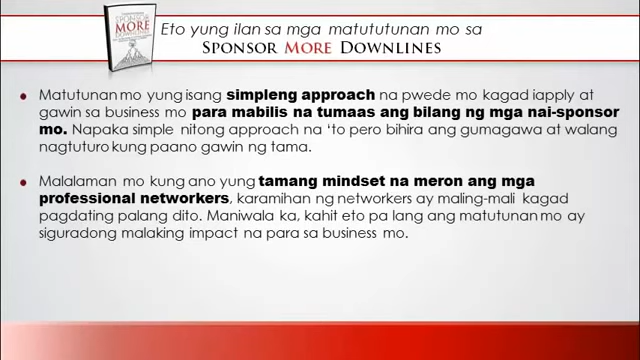 SPONSOR
MORE
DOWNLINES
Eto yung ilan sa mga matututunan mo sa
SPONSOR MORE DOWNLINES
Matutunan mo yung isang simpleng approach na pwede mo kagad iapply at
gawin sa business mo para mabilis na tumaas ang bilang ng mga nai-sponsor
mo. Napaka simple nitong approach na 'to pero bihira ang gumagawa at walang
nagtuturo kung paano gawin ng tama.
Malalaman mo kung ano yung tamang mindset na meron ang mga
professional networkers, karamihan ng networkers ay maling-mali kagad
pagdating palang dito. Maniwala ka, kahit eto pa lang ang matutunan mo ay
siguradong malaking impact na para sa business mo.